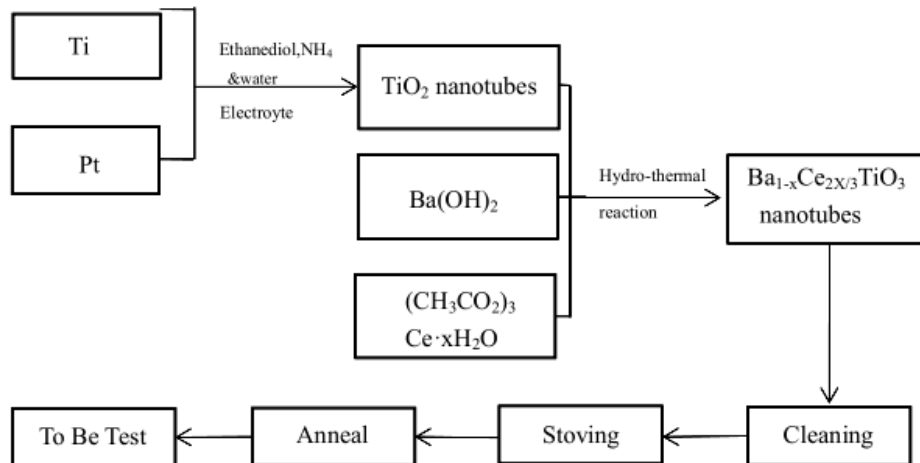 Ti
Pt
Ethanediol,NH₄
&water
Electroyte
TiO₂ nanotubes
Ba(OH)₂
(CH₃CO₂)₃
Ce·xH₂O
Hydro-thermal
reaction
Ba₁₋ₓCe₂X/₃TiO₃
nanotubes
Cleaning
Stoving
Anneal
To Be Test